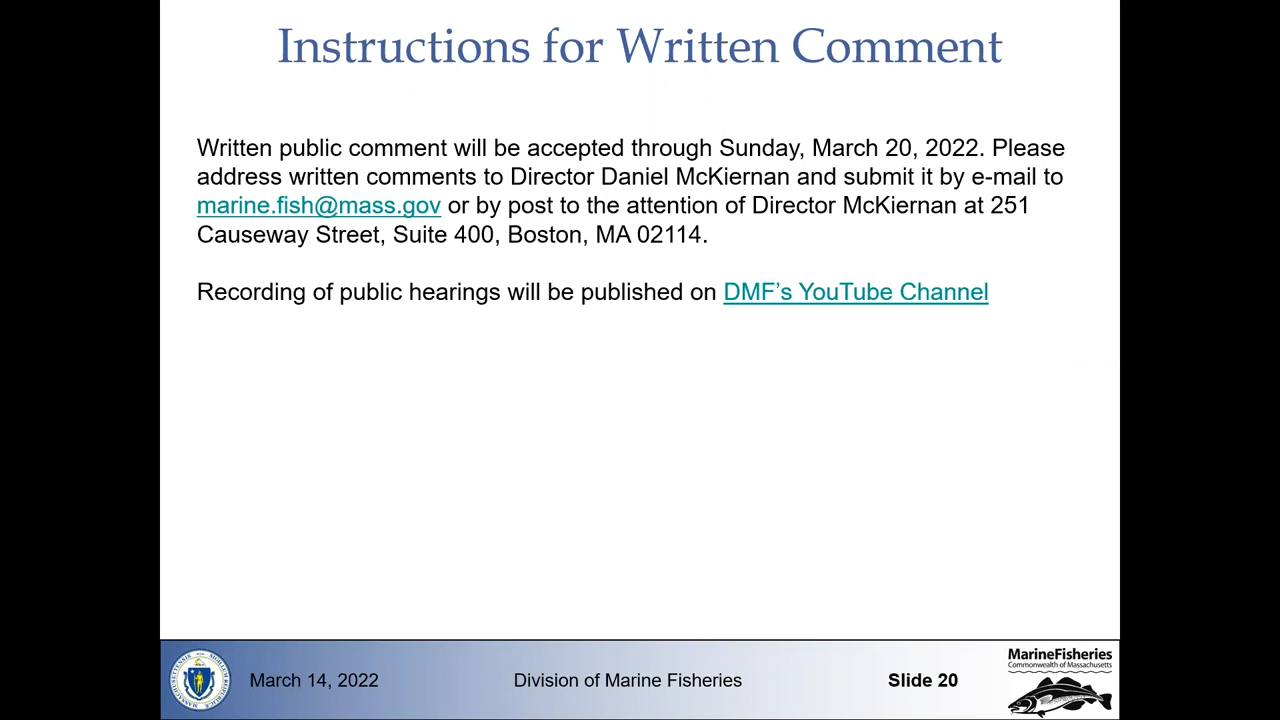 Instructions for Written Comment
Written public comment will be accepted through Sunday, March 20, 2022. Please
address written comments to Director Daniel McKiernan and submit it by e-mail to
marine.fish@mass.gov or by post to the attention of Director McKiernan at 251
Causeway Street, Suite 400, Boston, MA 02114.
Recording of public hearings will be published on DMF’s YouTube Channel
March 14, 2022
Division of Marine Fisheries
Slide 20
MarineFisheries
Commonwealth of Massachusetts